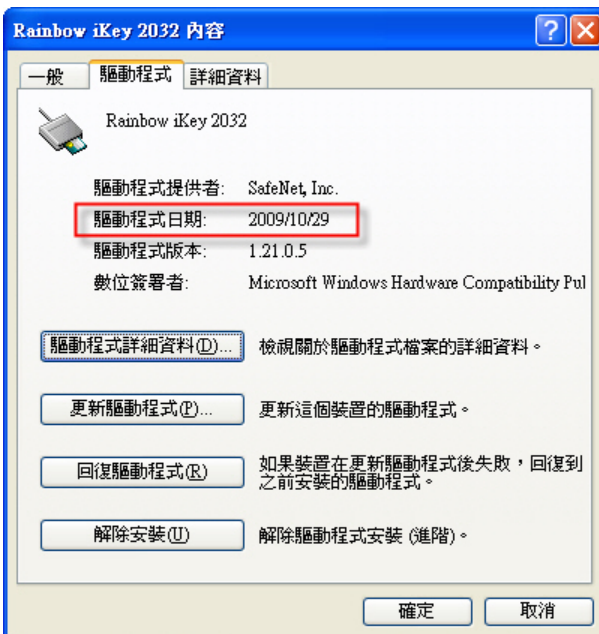 Rainbow iKey 2032 內容
一般 驅動程式 詳細資料
Rainbow iKey 2032
驅動程式提供者: SafeNet, Inc.
驅動程式日期: 2009/10/29
驅動程式版本: 1.21.0.5
數位簽署者: Microsoft Windows Hardware Compatibility Pul
驅動程式詳細資料(D)... 檢視關於驅動程式檔案的詳細資料。
更新驅動程式(P)... 更新這個裝置的驅動程式。
回復驅動程式(R) 如果裝置在更新驅動程式後失敗，回復到
之前安裝的驅動程式。
解除安裝(U) 解除驅動程式安裝 (進階)。
確定 取消